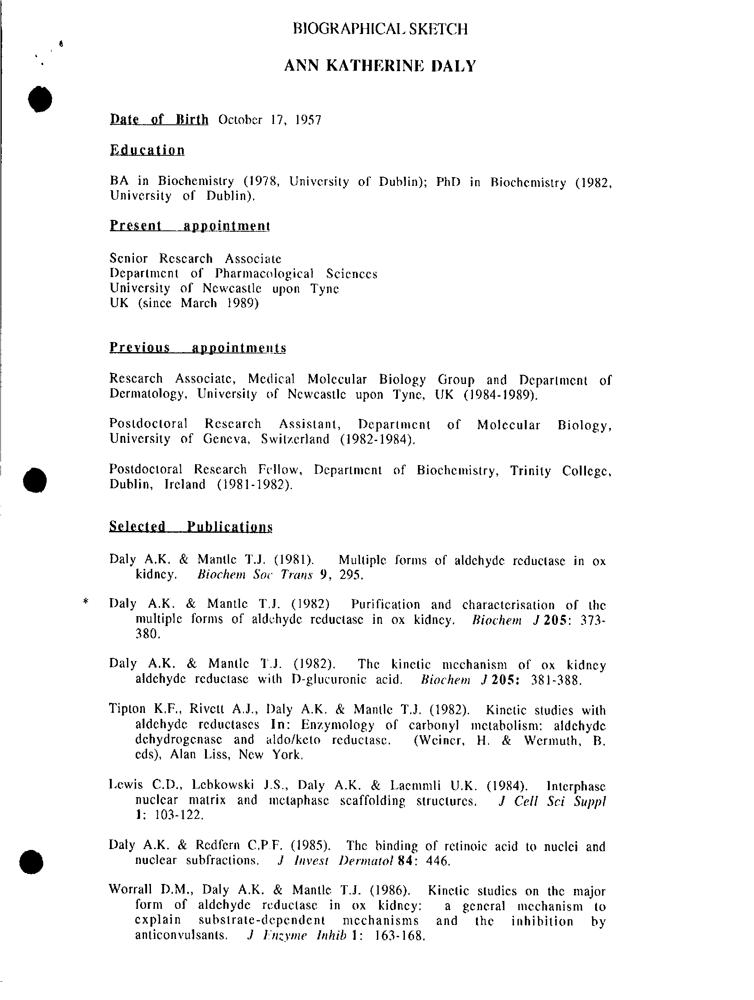 BIOGRAPHICAL SKETCH
ANN KATHERINE DALY
Date of Birth October 17, 1957
Education
BA in Biochemistry (1978, University of Dublin); PhD in Biochemistry (1982,
University of Dublin).
Present appointment
Senior Research Associate
Department of Pharmacological Sciences
University of Newcastle upon Tyne
UK (since March 1989)
Previous appointments
Research Associate, Medical Molecular Biology Group and Department of
Dermatology, University of Newcastle upon Tyne, UK (1984-1989).
Postdoctoral Research Assistant, Department of Molecular Biology,
University of Geneva, Switzerland (1982-1984).
Postdoctoral Research Fellow, Department of Biochemistry, Trinity College,
Dublin, Ireland (1981-1982).
Selected Publications
Daly A.K. & Mantle T.J. (1981). Multiple forms of aldehyde reductase in ox
kidney. Biochem Soc Trans 9, 295.
* Daly A.K. & Mantle T.J. (1982) Purification and characterisation of the
multiple forms of aldehyde reductase in ox kidney. Biochem J 205: 373-
380.
Daly A.K. & Mantle T.J. (1982). The kinetic mechanism of ox kidney
aldehyde reductase with D-glucuronic acid. Biochem J 205: 381-388.
Tipton K.F., Rivett A.J., Daly A.K. & Mantle T.J. (1982). Kinetic studies with
aldehyde reductases In: Enzymology of carbonyl metabolism: aldehyde
dehydrogenase and aldo/keto reductase. (Weiner, H. & Wermuth, B.
eds), Alan Liss, New York.
Lewis C.D., Lebkowski J.S., Daly A.K. & Laemmli U.K. (1984). Interphase
nuclear matrix and metaphase scaffolding structures. J Cell Sci Suppl
1: 103-122.
Daly A.K. & Redfern C.P.F. (1985). The binding of retinoic acid to nuclei and
nuclear subfractions. J Invest Dermatol 84: 446.
Worrall D.M., Daly A.K. & Mantle T.J. (1986). Kinetic studies on the major
form of aldehyde reductase in ox kidney: a general mechanism to
explain substrate-dependent mechanisms and the inhibition by
anticonvulsants. J Enzyme Inhib 1: 163-168.